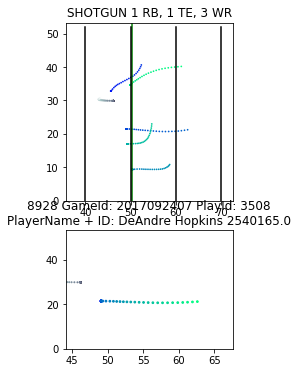 SHOTGUN 1 RB, 1 TE, 3 WR
50
40
30
20
10
0
40 50 60 70
8928 GameId: 2017092407 PlayId: 3508
PlayerName + ID: DeAndre Hopkins 2540165.0
40
20
0
45 50 55 60 65